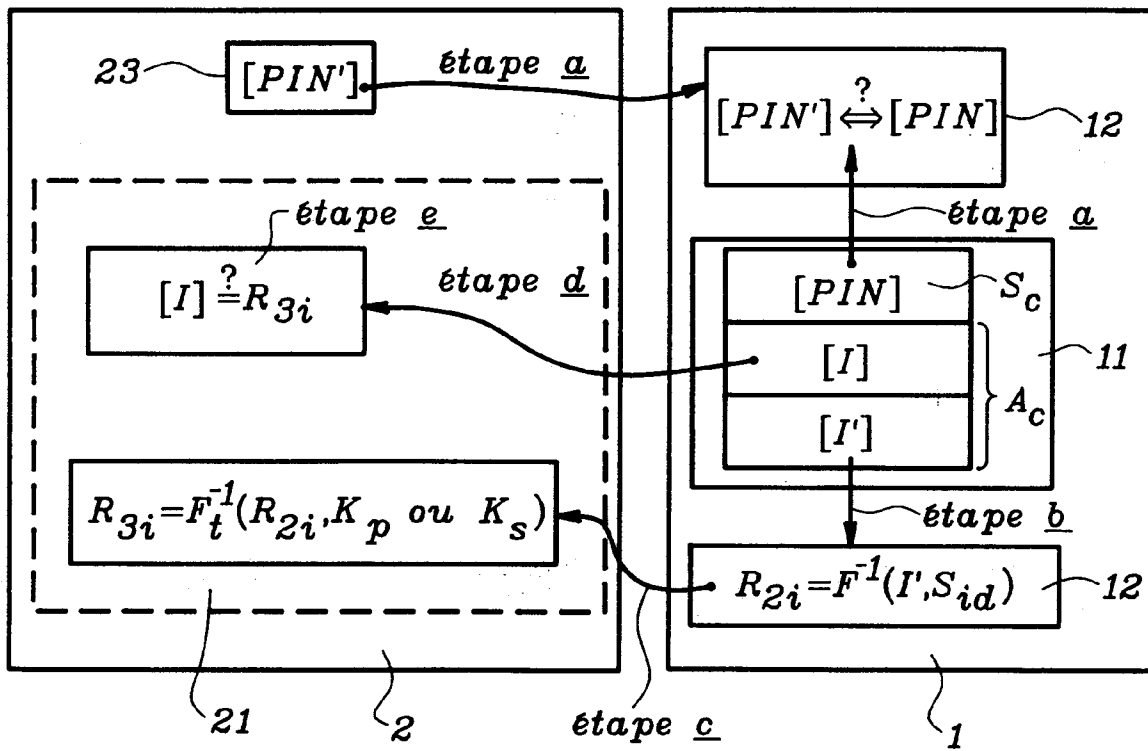 23
[PIN']
étape a
[PIN'] ⇔? [PIN]
12
étape a
étape e
[I] =? R3i
étape d
[PIN]
Sc
[I]
[I']
Ac
11
R3i=Ft^-1(R2i,Kp ou Ks)
étape b
R2i=F^-1(I',Sid)
12
21
2
étape c
1